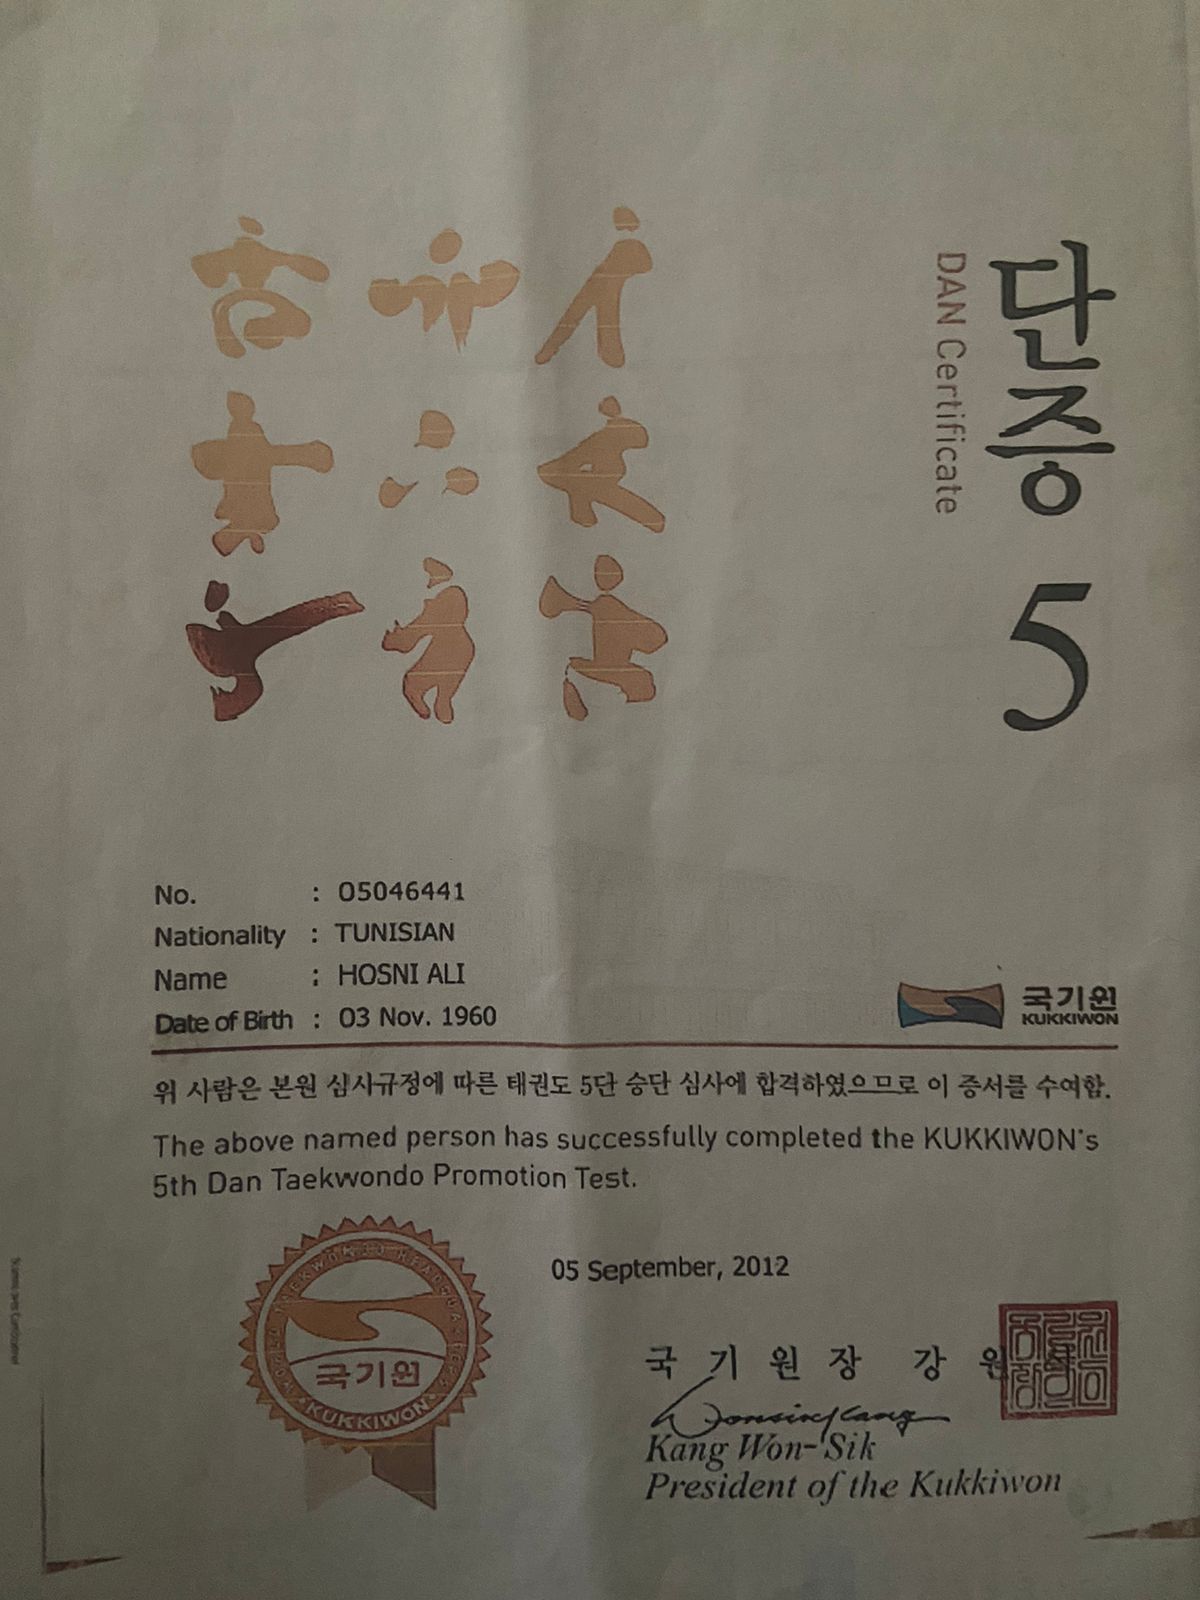 단증 5
DAN Certificate
No. : 05046441
Nationality : TUNISIAN
Name : HOSNI ALI
Date of Birth : 03 Nov. 1960
국기원
KUKKIWON
위 사람은 본원 심사규정에 따른 태권도 5단 승단 심사에 합격하였으므로 이 증서를 수여함.
The above named person has successfully completed the KUKKIWON's
5th Dan Taekwondo Promotion Test.
05 September, 2012
WORLD TAEKWONDO HEADQUARTERS
국기원
KUKKIWON
국 기 원 장 강 원
Kang Won-Sik
President of the Kukkiwon